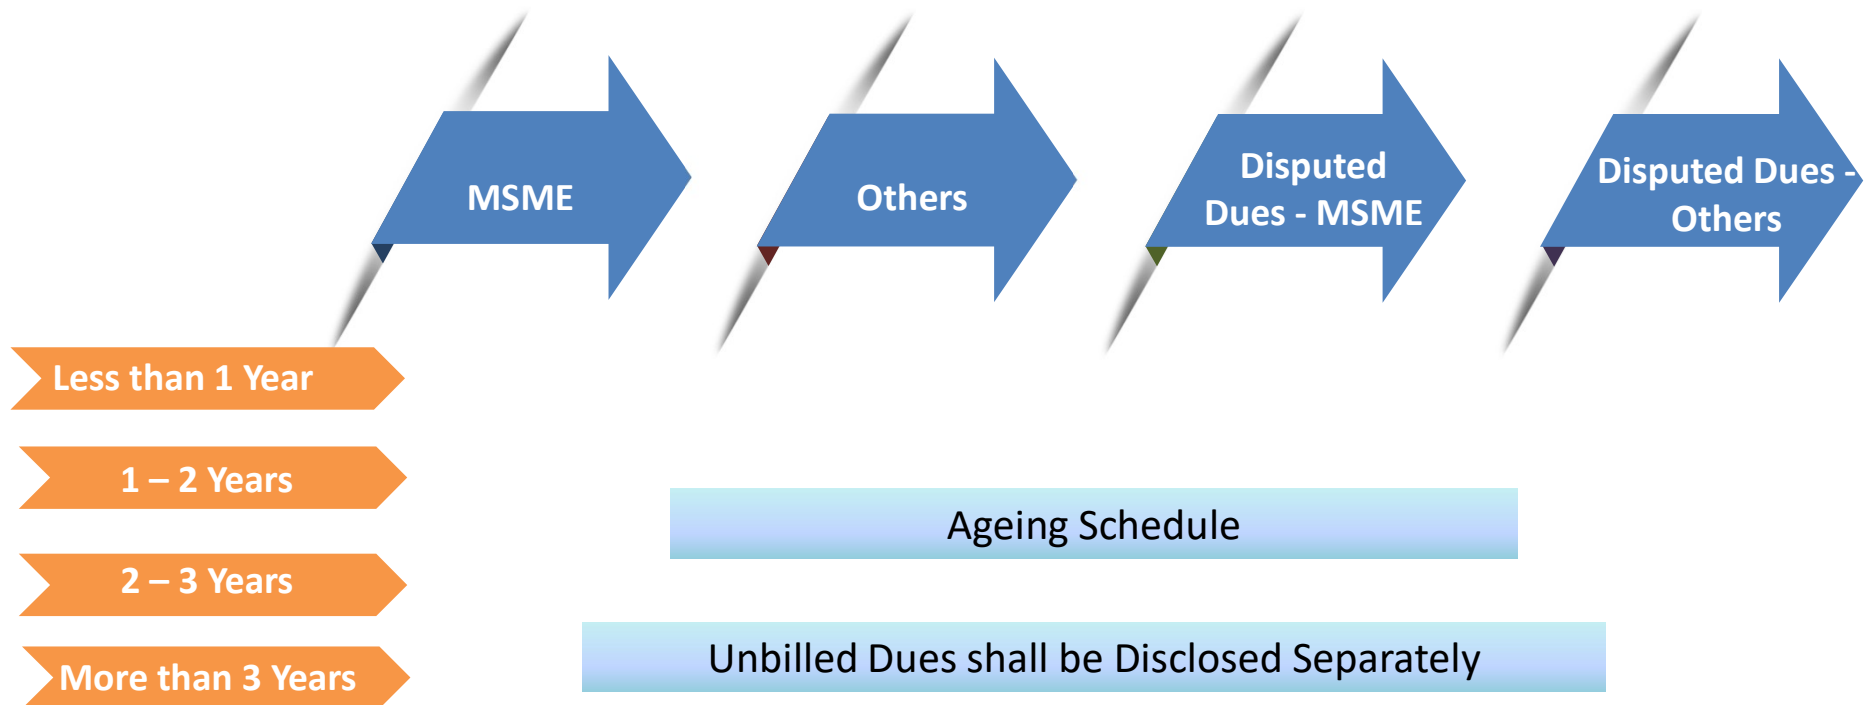 MSME
Others
Disputed
Dues - MSME
Disputed Dues -
Others
Less than 1 Year
1 – 2 Years
2 – 3 Years
More than 3 Years
Ageing Schedule
Unbilled Dues shall be Disclosed Separately